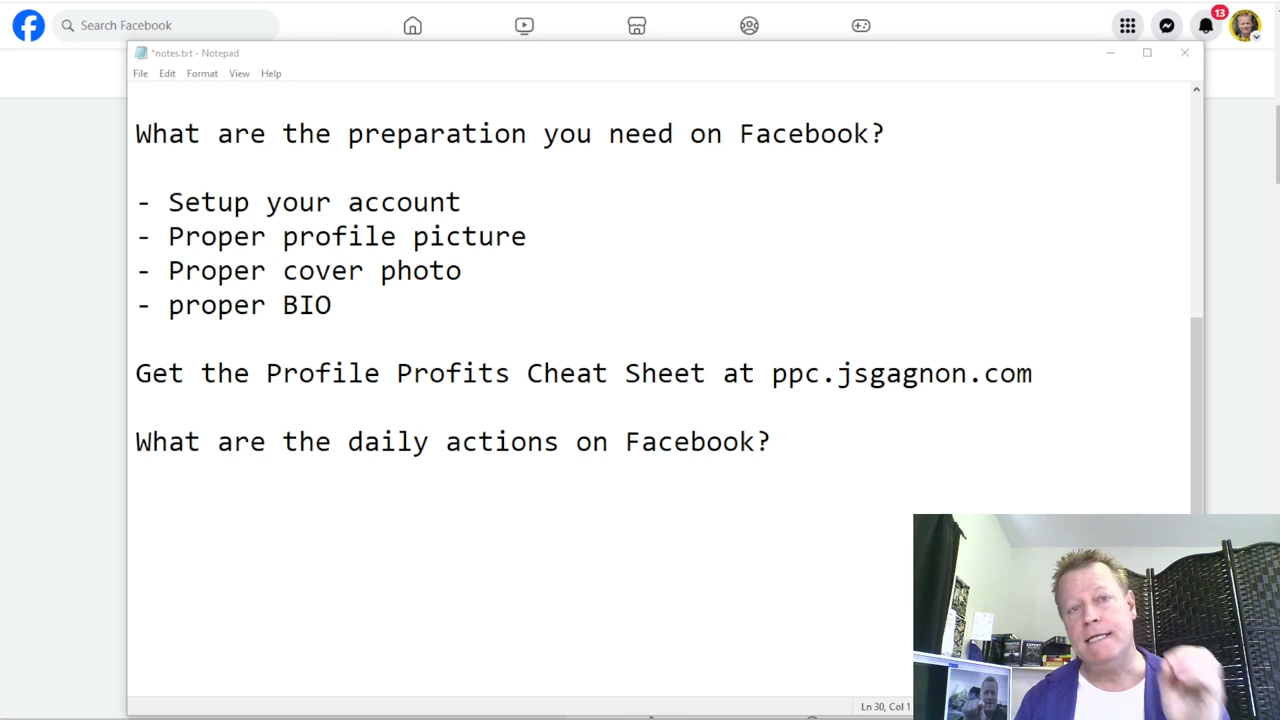 Search Facebook
13
*notes.txt - Notepad
File Edit Format View Help
What are the preparation you need on Facebook?
- Setup your account
- Proper profile picture
- Proper cover photo
- proper BIO
Get the Profile Profits Cheat Sheet at ppc.jsgagnon.com
What are the daily actions on Facebook?
Ln 30, Col 1